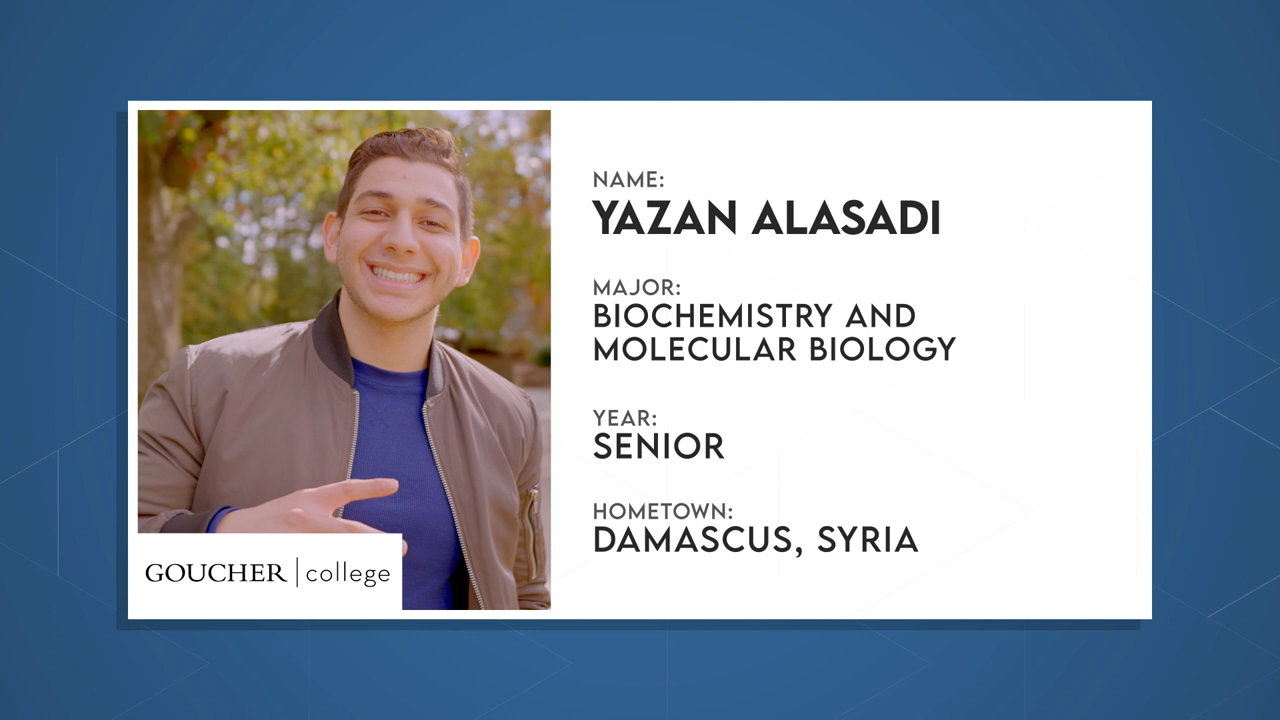 NAME:
YAZAN ALASADI
MAJOR:
BIOCHEMISTRY AND
MOLECULAR BIOLOGY
YEAR:
SENIOR
HOMETOWN:
DAMASCUS, SYRIA
GOUCHER | college